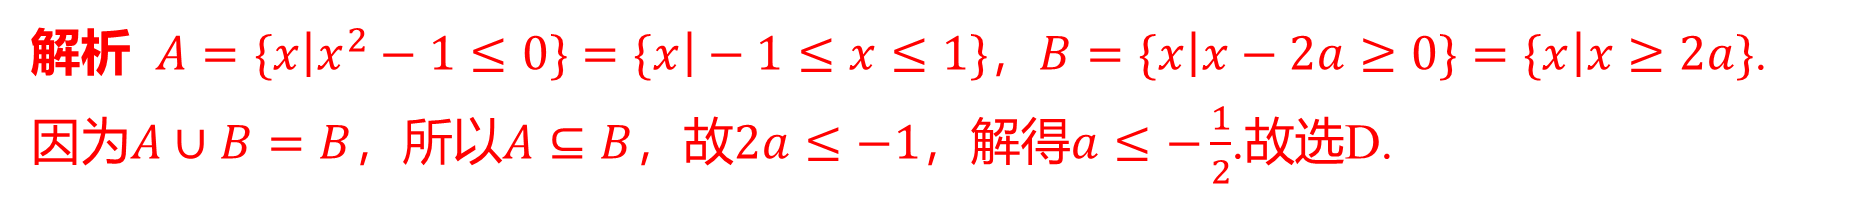 解析 A = {x|x² − 1 ≤ 0} = {x| − 1 ≤ x ≤ 1}，B = {x|x − 2a ≥ 0} = {x|x ≥ 2a}.
因为A ∪ B = B，所以A ⊆ B，故2a ≤ −1，解得a ≤ −\frac{1}{2}.故选D.